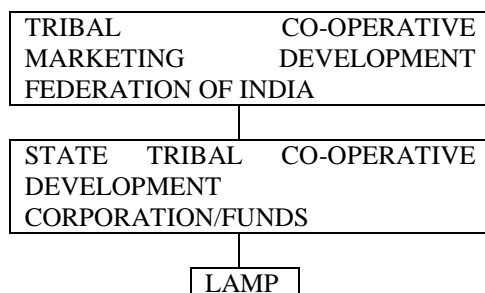 TRIBAL CO-OPERATIVE
MARKETING DEVELOPMENT
FEDERATION OF INDIA
STATE TRIBAL CO-OPERATIVE
DEVELOPMENT
CORPORATION/FUNDS
LAMP